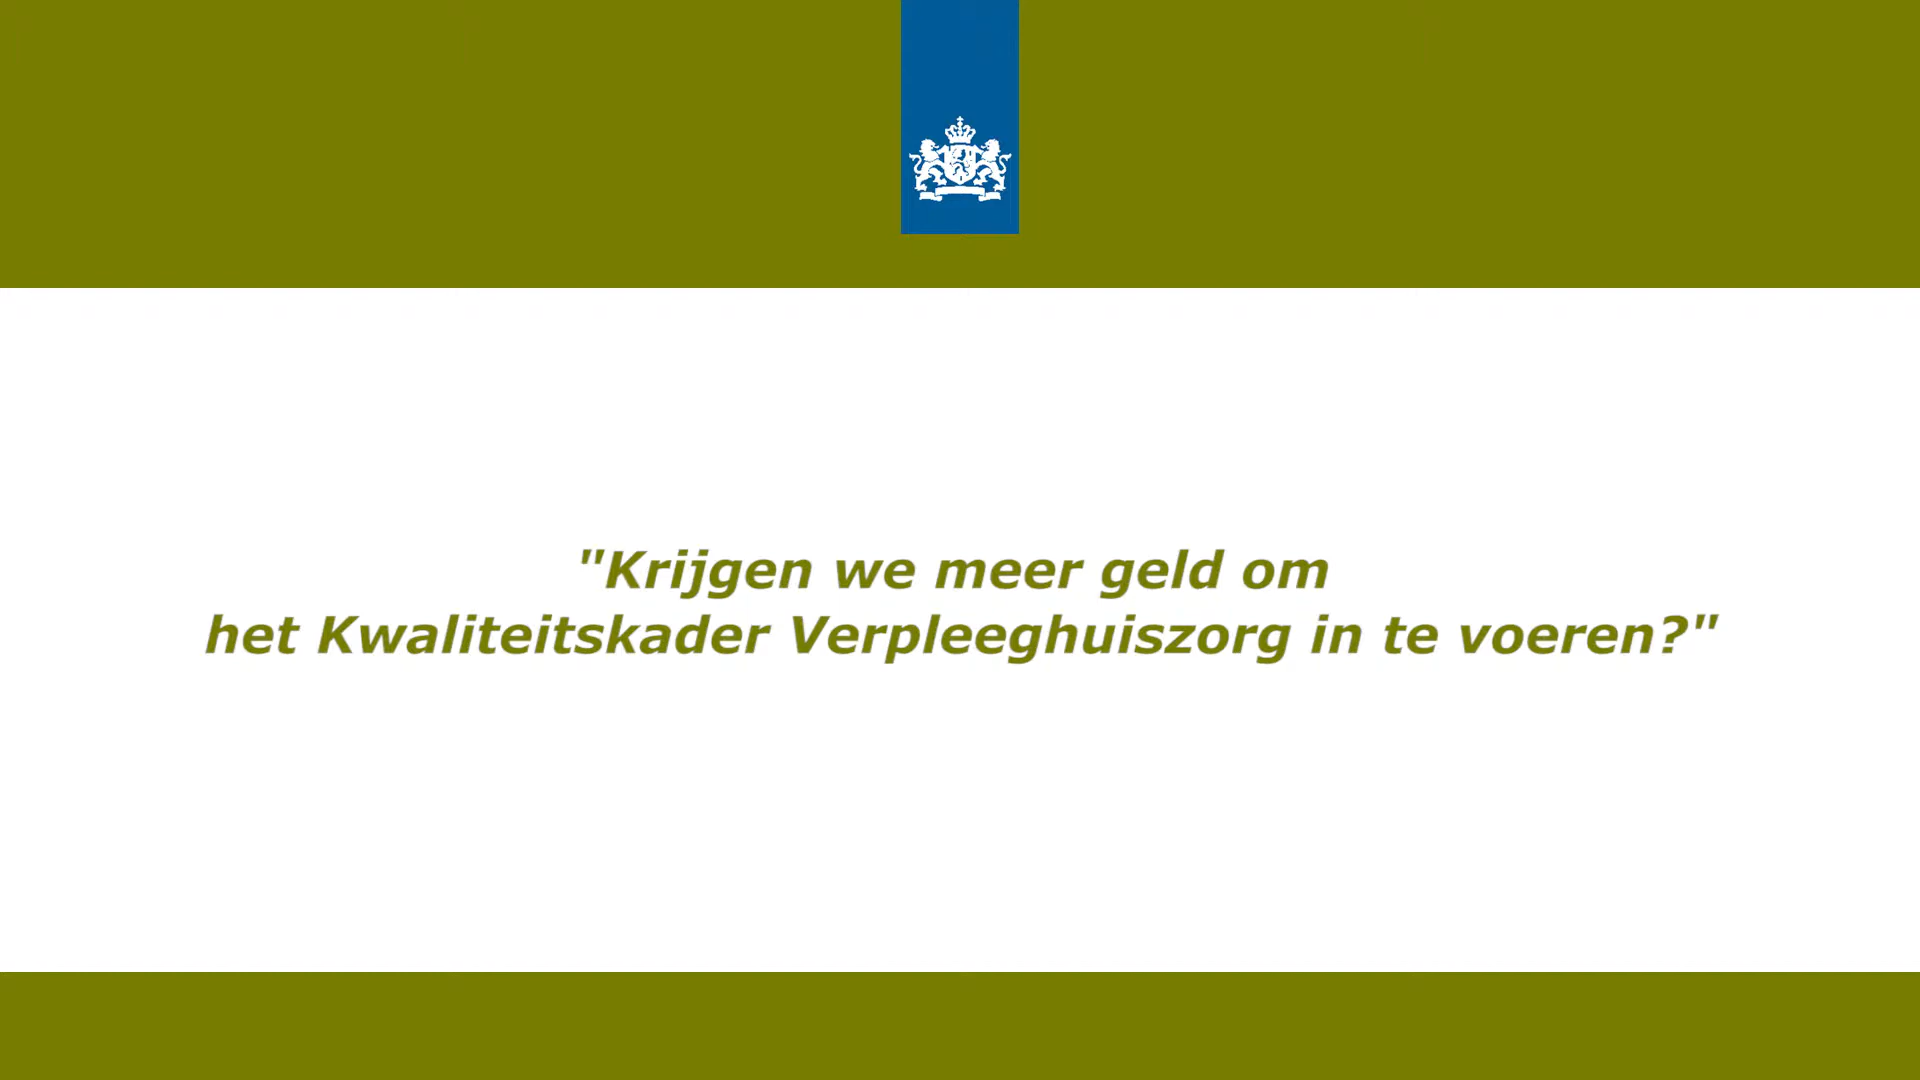 "Krijgen we meer geld om
het Kwaliteitskader Verpleeghuiszorg in te voeren?"